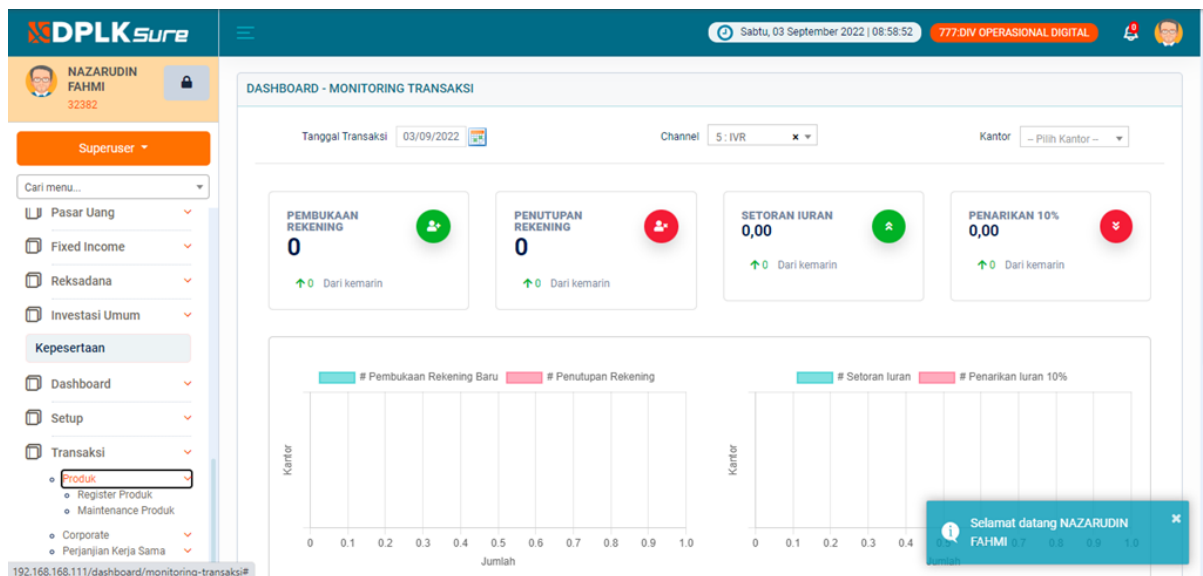 DPLKSure
Sabtu, 03 September 2022 | 08:58:52
777:DIV OPERASIONAL DIGITAL
NAZARUDIN
FAHMI
32382
Superuser
Cari menu...
Pasar Uang
Fixed Income
Reksadana
Investasi Umum
Kepesertaan
Dashboard
Setup
Transaksi
Produk
Register Produk
Maintenance Produk
Corporate
Perjanjian Kerja Sama
192.168.168.111/dashboard/monitoring-transaksi#
DASHBOARD - MONITORING TRANSAKSI
Tanggal Transaksi 03/09/2022
Channel 5 : IVR
Kantor -- Pilih Kantor --
PEMBUKAAN
REKENING
0
0 Dari kemarin
PENUTUPAN
REKENING
0
0 Dari kemarin
SETORAN IURAN
0,00
0 Dari kemarin
PENARIKAN 10%
0,00
0 Dari kemarin
# Pembukaan Rekening Baru # Penutupan Rekening
Kantor
0 0.1 0.2 0.3 0.4 0.5 0.6 0.7 0.8 0.9 1.0
Jumlah
# Setoran Iuran # Penarikan Iuran 10%
Kantor
0 0.1 0.2 0.3 0.4 0.5 0.6 0.7 0.8 0.9 1.0
Jumlah
Selamat datang NAZARUDIN
FAHMI